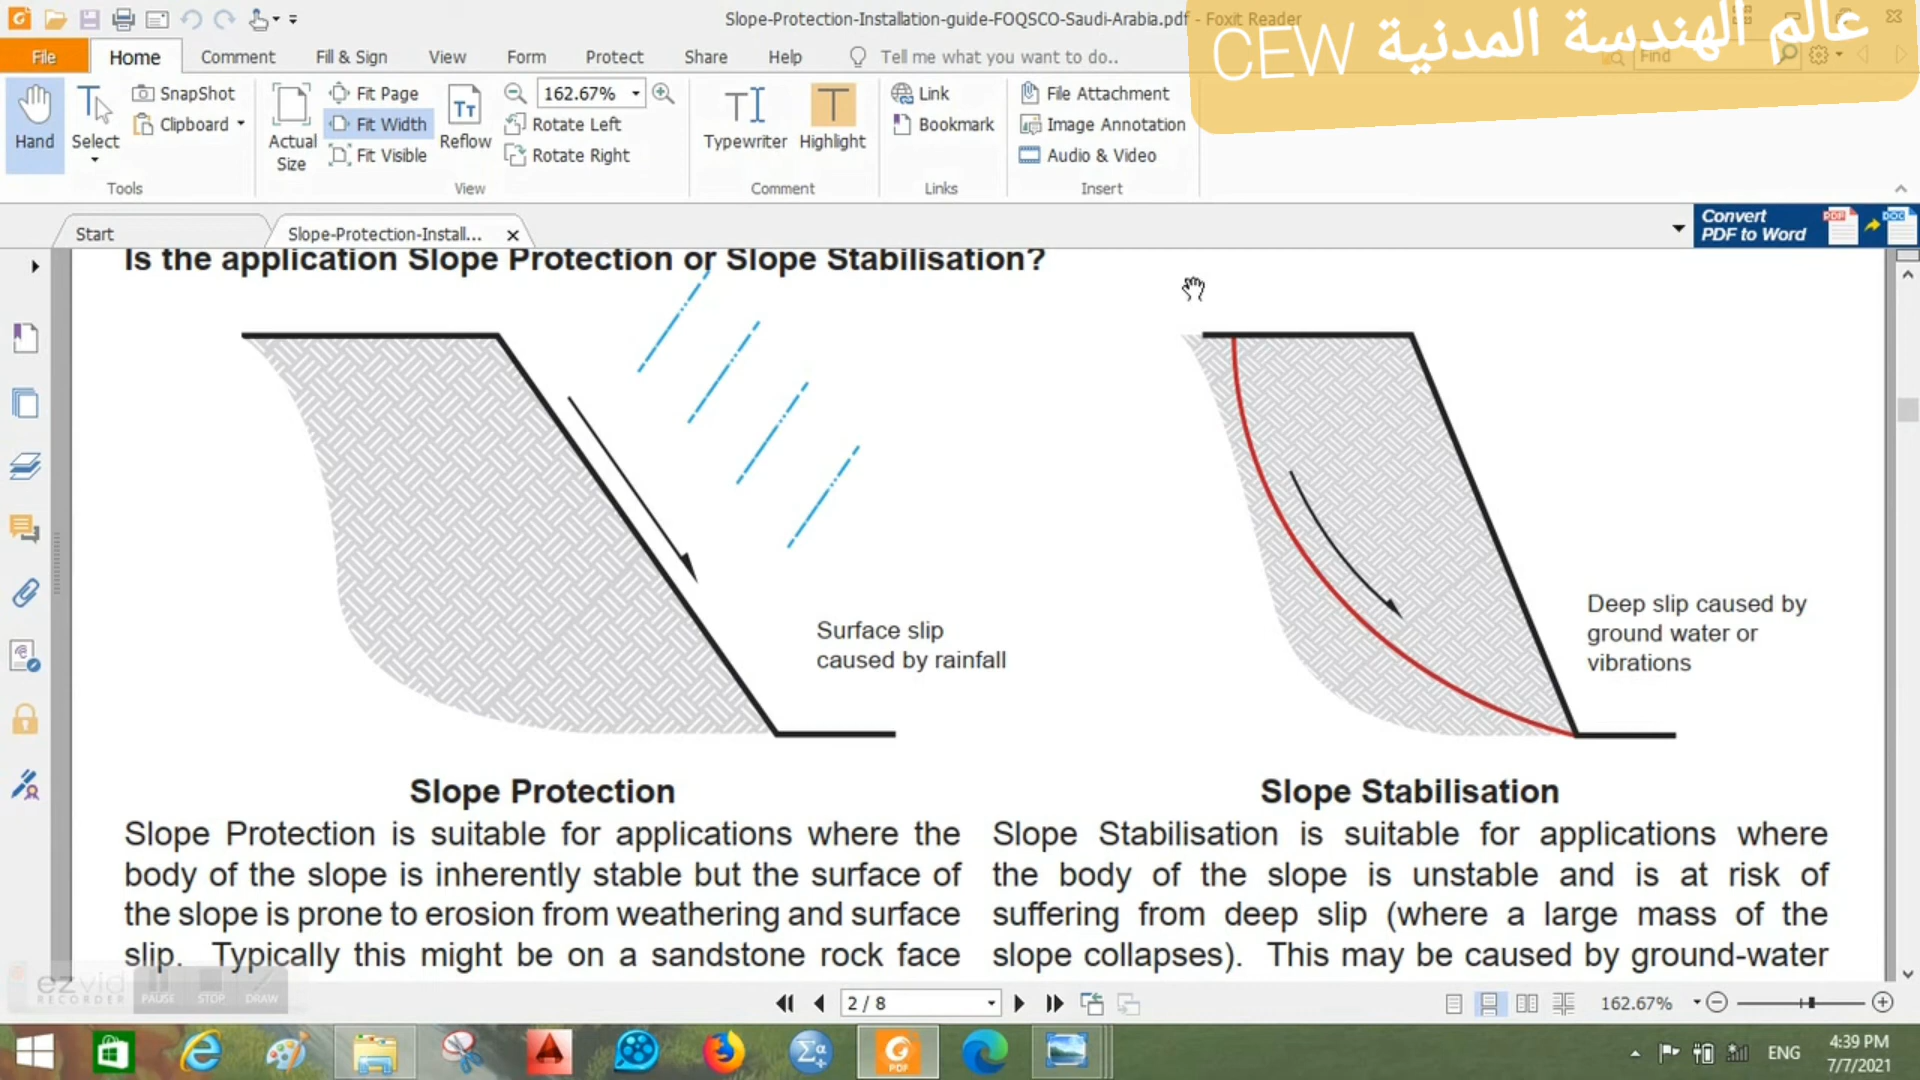 Slope-Protection-Installation-guide-FOQSCO-Saudi-Arabia.pdf - Foxit Reader
عالم الهندسة المدنية CEW
File
Home
Comment
Fill & Sign
View
Form
Protect
Share
Help
Tell me what you want to do..
Find
Hand
Select
SnapShot
Clipboard
Actual Size
Fit Page
Fit Width
Fit Visible
Reflow
162.67%
Rotate Left
Rotate Right
Typewriter
Highlight
Link
Bookmark
File Attachment
Image Annotation
Audio & Video
Tools
View
Comment
Links
Insert
Start
Slope-Protection-Install...
Convert
PDF to Word
PDF
DOC
Is the application Slope Protection or Slope Stabilisation?
Surface slip
caused by rainfall
Deep slip caused by
ground water or
vibrations
Slope Protection
Slope Protection is suitable for applications where the
body of the slope is inherently stable but the surface of
the slope is prone to erosion from weathering and surface
slip. Typically this might be on a sandstone rock face
Slope Stabilisation
Slope Stabilisation is suitable for applications where
the body of the slope is unstable and is at risk of
suffering from deep slip (where a large mass of the
slope collapses). This may be caused by ground-water
ezvid
RECORDER
PAUSE
STOP
DRAW
2 / 8
162.67%
PDF
ENG
4:39 PM
7/7/2021